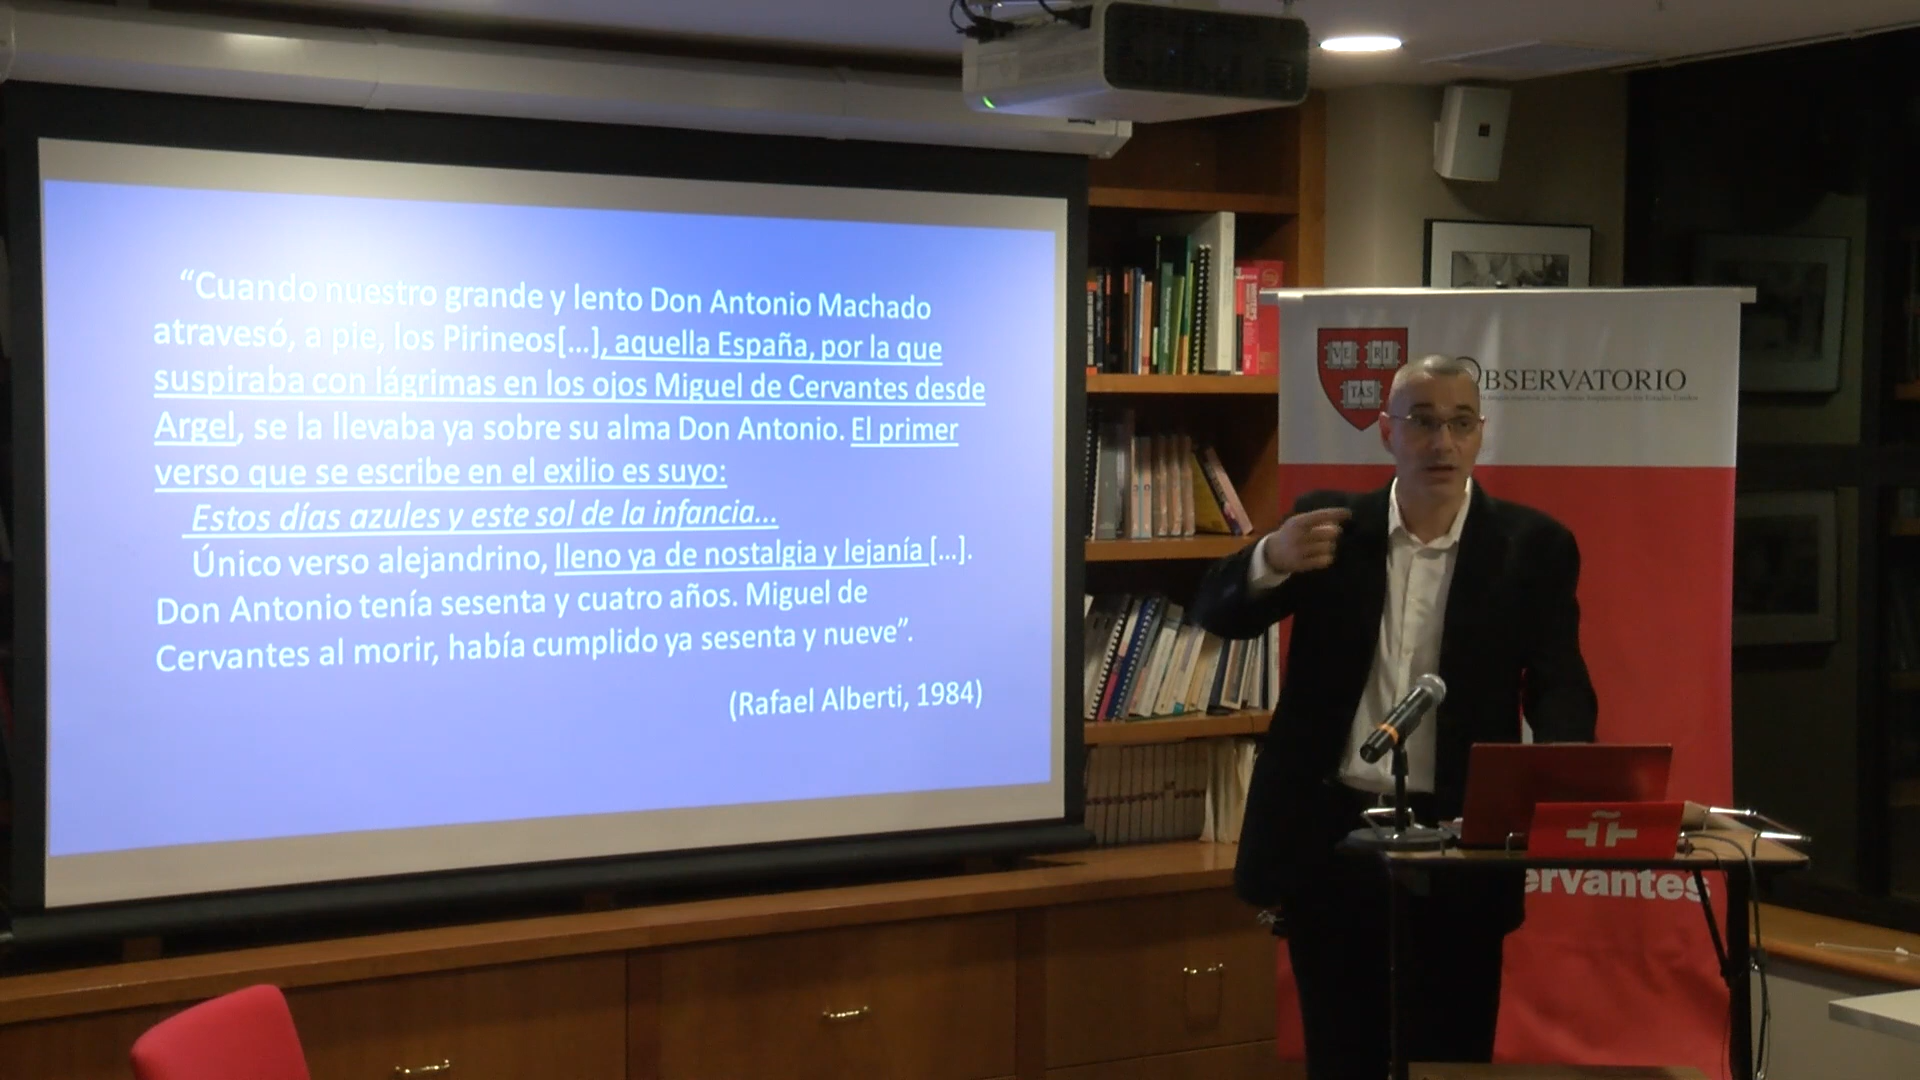 “Cuando nuestro grande y lento Don Antonio Machado
atravesó, a pie, los Pirineos[...], aquella España, por la que
suspiraba con lágrimas en los ojos Miguel de Cervantes desde
Argel, se la llevaba ya sobre su alma Don Antonio. El primer
verso que se escribe en el exilio es suyo:
Estos días azules y este sol de la infancia...
Único verso alejandrino, lleno ya de nostalgia y lejanía [...].
Don Antonio tenía sesenta y cuatro años. Miguel de
Cervantes al morir, había cumplido ya sesenta y nueve”.
(Rafael Alberti, 1984)
VE RI
TAS
OBSERVATORIO
ervantes